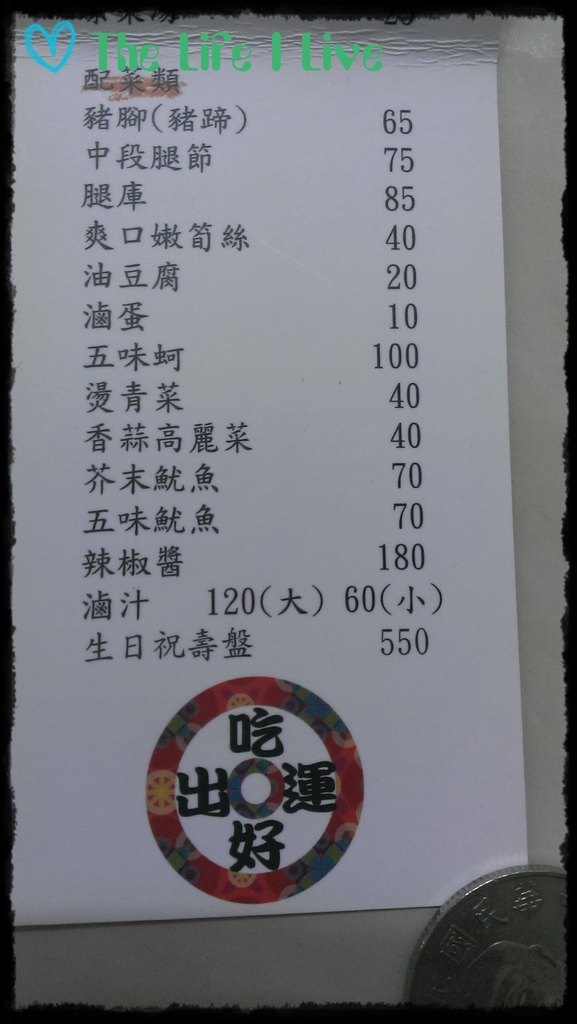 The Life I Live
配菜類
豬腳(豬蹄) 65
中段腿節 75
腿庫 85
爽口嫩筍絲 40
油豆腐 20
滷蛋 10
五味蚵 100
燙青菜 40
香蒜高麗菜 40
芥末魷魚 70
五味魷魚 70
辣椒醬 180
滷汁 120(大) 60(小)
生日祝壽盤 550
吃
出 運
好
國民